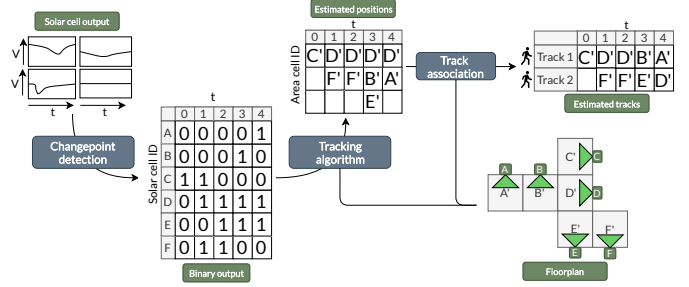 Solar cell output
V
V
t
t
Changepoint
detection
t
0 1 2 3 4
Solar cell ID
A 0 0 0 0 1
B 0 0 0 1 0
C 1 1 0 0 0
D 0 1 1 1 1
E 0 0 1 1 1
F 0 1 1 0 0
Binary output
Tracking
algorithm
Estimated positions
t
0 1 2 3 4
Area cell ID
C' D' D' D' D'
F' F' B' A'
E'
Track
association
t
0 1 2 3 4
Track 1 C' D' D' B' A'
Track 2 F' F' E' D'
Estimated tracks
C' C
A B
A' B' D' D
E' F'
E F
Floorplan